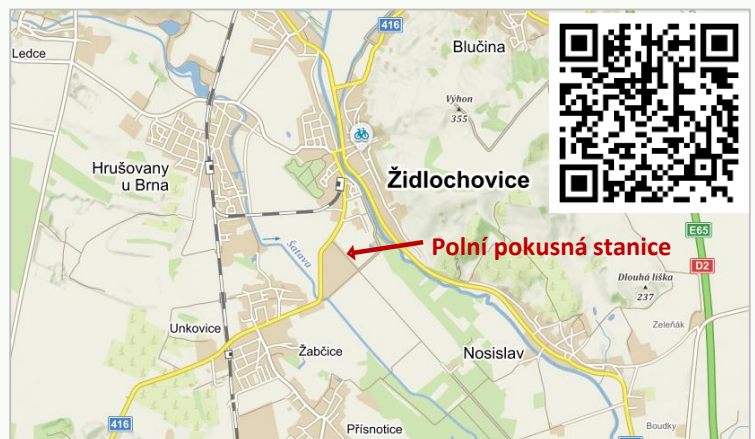 416
Ledce
Blučina
Výhon
355
Hrušovany
u Brna
Židlochovice
E65
Šatava
Polní pokusná stanice
D2
Dlouhá liška
237
Unkovice
Zeleňák
Žabčice
Nosislav
416
Přísnotice
Boudky